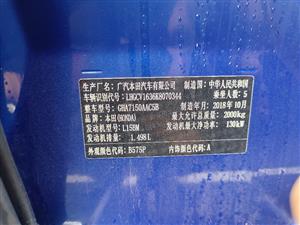 生产厂名：广汽本田汽车有限公司 制造国：中华人民共和国
车辆识别代号：LHGCV1636K8070344 乘坐人数：5
整车型号：GHA7150AAC5B 制造年月：2018年10月
品牌：本田(HONDA) 最大允许总质量：2000kg
发动机型号：L15BM 发动机最大净功率：130kW
发动机排量：1.498L
外观颜色代码：B575P 内饰颜色代码：A